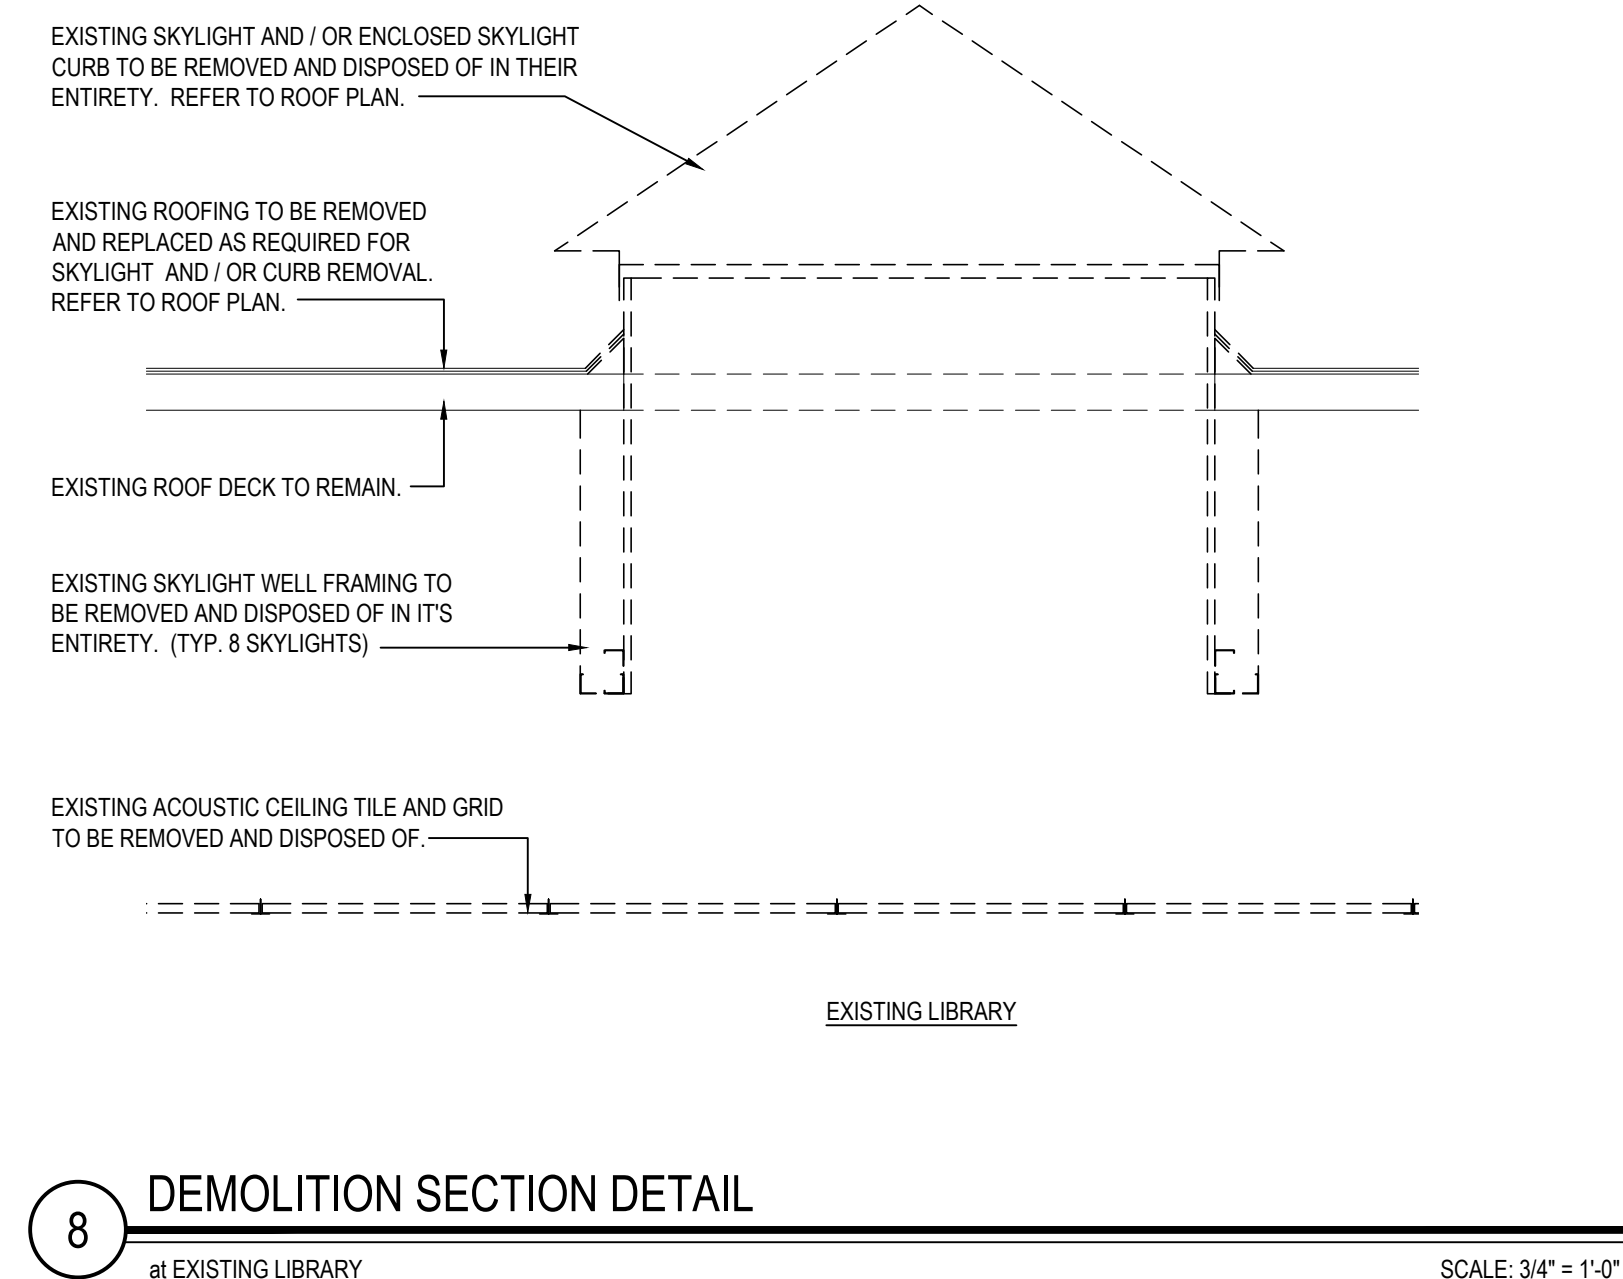 EXISTING SKYLIGHT AND / OR ENCLOSED SKYLIGHT
CURB TO BE REMOVED AND DISPOSED OF IN THEIR
ENTIRETY.  REFER TO ROOF PLAN.
EXISTING ROOFING TO BE REMOVED
AND REPLACED AS REQUIRED FOR
SKYLIGHT  AND / OR CURB REMOVAL.
REFER TO ROOF PLAN.
EXISTING ROOF DECK TO REMAIN.
EXISTING SKYLIGHT WELL FRAMING TO
BE REMOVED AND DISPOSED OF IN IT'S
ENTIRETY.  (TYP. 8 SKYLIGHTS)
EXISTING ACOUSTIC CEILING TILE AND GRID
TO BE REMOVED AND DISPOSED OF.
EXISTING LIBRARY
8
DEMOLITION SECTION DETAIL
at EXISTING LIBRARY
SCALE: 3/4" = 1'-0"